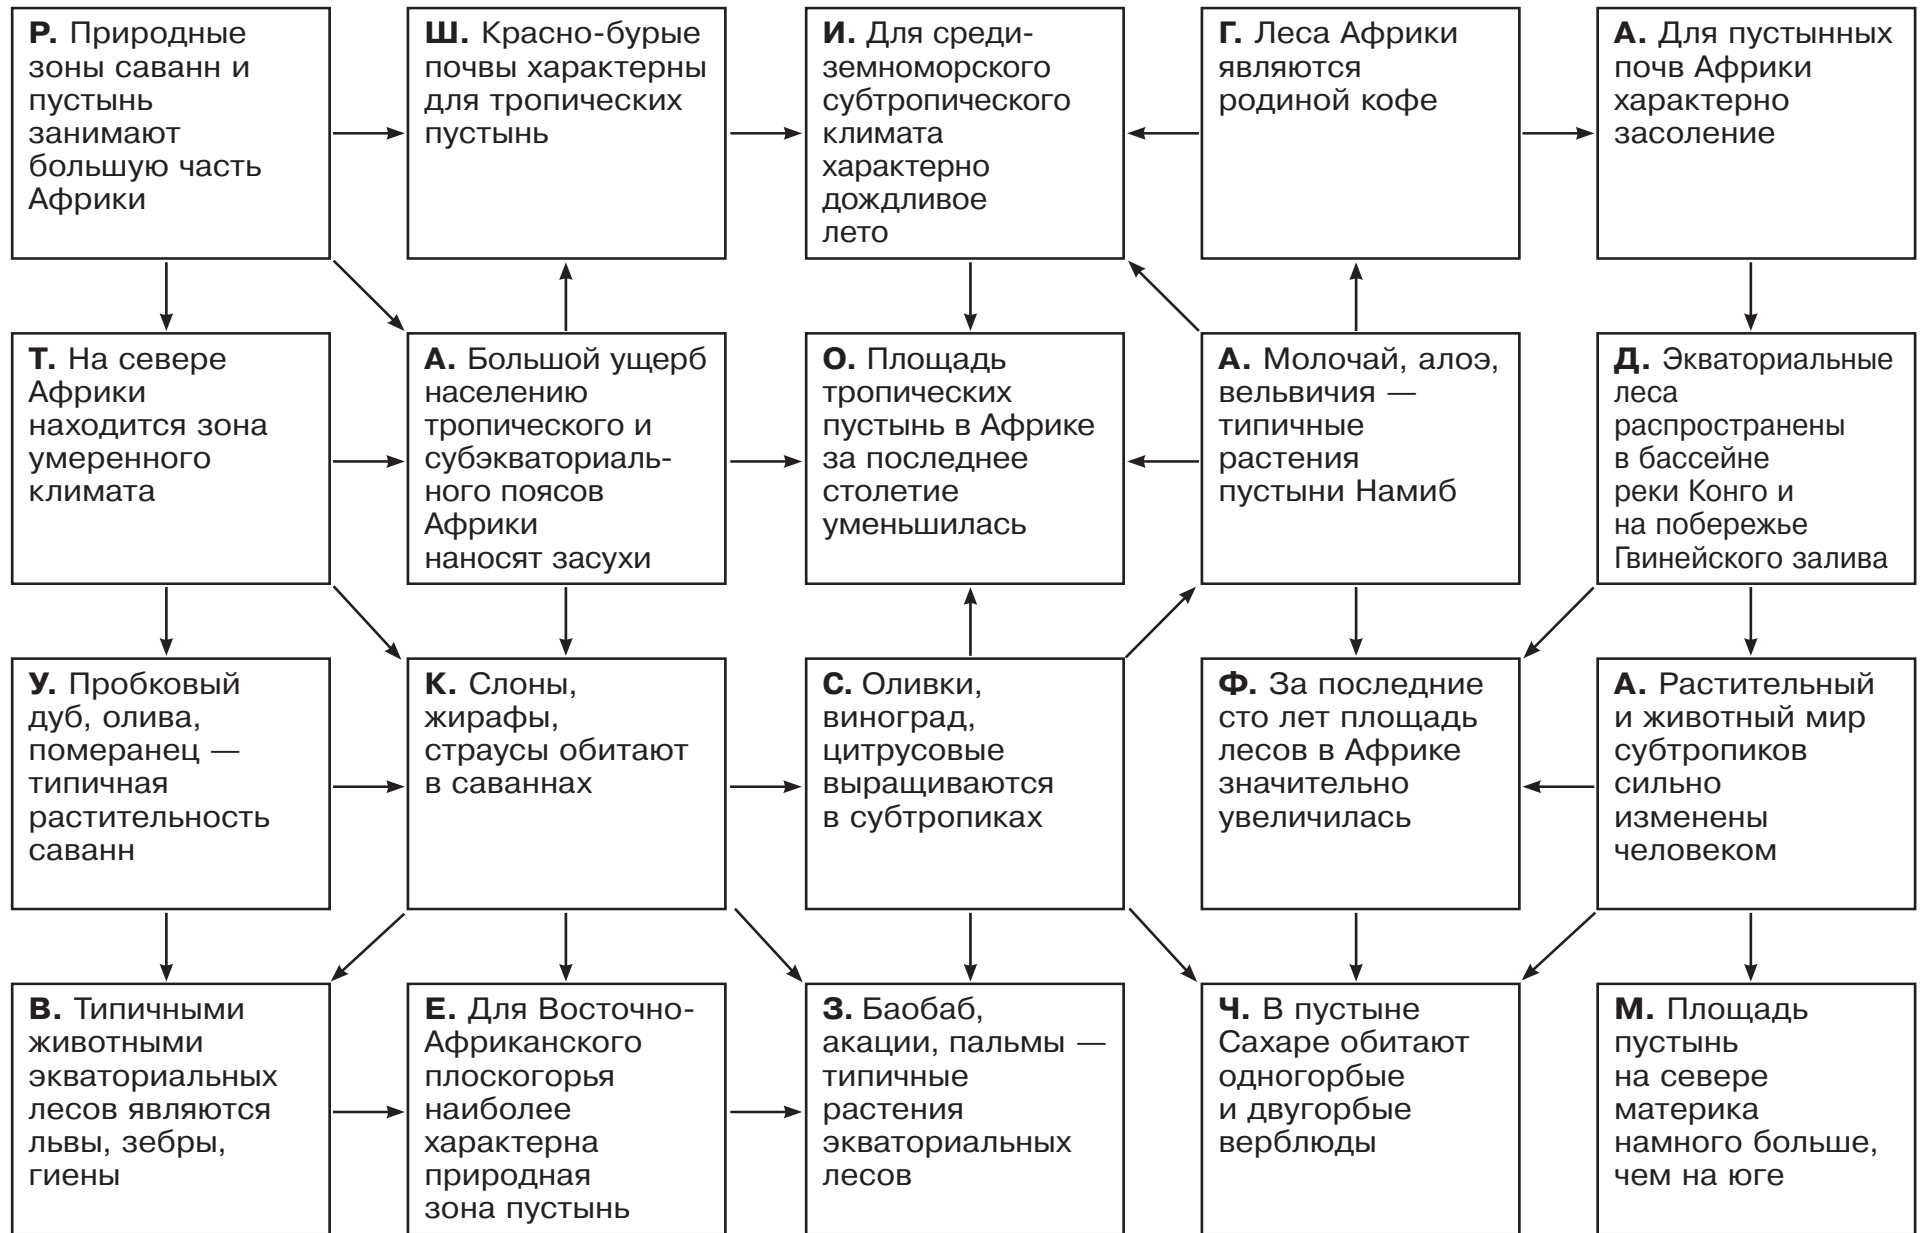 Р. Природные
зоны саванн и
пустынь
занимают
большую часть
Африки
Ш. Красно-бурые
почвы характерны
для тропических
пустынь
И. Для среди-
земноморского
субтропического
климата
характерно
дождливое
лето
Г. Леса Африки
являются
родиной кофе
А. Для пустынных
почв Африки
характерно
засоление
Т. На севере
Африки
находится зона
умеренного
климата
А. Большой ущерб
населению
тропического и
субэкваториаль-
ного поясов
Африки
наносят засухи
О. Площадь
тропических
пустынь в Африке
за последнее
столетие
уменьшилась
А. Молочай, алоэ,
вельвичия —
типичные
растения
пустыни Намиб
Д. Экваториальные
леса
распространены
в бассейне
реки Конго и
на побережье
Гвинейского залива
У. Пробковый
дуб, олива,
померанец —
типичная
растительность
саванн
К. Слоны,
жирафы,
страусы обитают
в саваннах
С. Оливки,
виноград,
цитрусовые
выращиваются
в субтропиках
Ф. За последние
сто лет площадь
лесов в Африке
значительно
увеличилась
А. Растительный
и животный мир
субтропиков
сильно
изменены
человеком
В. Типичными
животными
экваториальных
лесов являются
львы, зебры,
гиены
Е. Для Восточно-
Африканского
плоскогорья
наиболее
характерна
природная
зона пустынь
З. Баобаб,
акации, пальмы —
типичные
растения
экваториальных
лесов
Ч. В пустыне
Сахаре обитают
одногорбые
и двугорбые
верблюды
М. Площадь
пустынь
на севере
материка
намного больше,
чем на юге